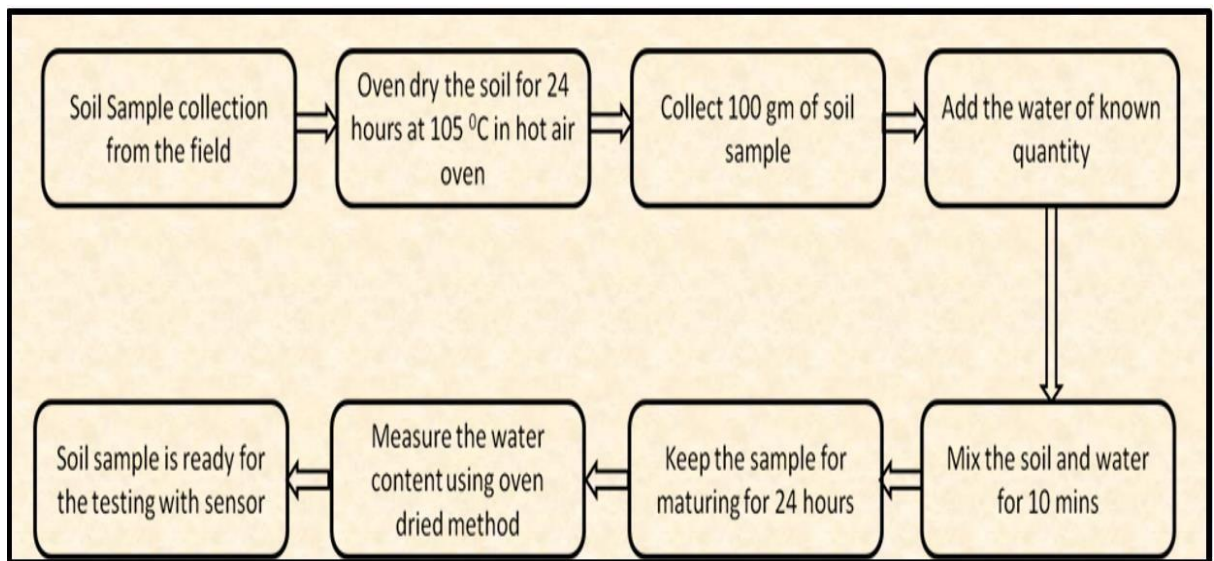 Soil Sample collection
from the field
Oven dry the soil for 24
hours at 105 ⁰C in hot air
oven
Collect 100 gm of soil
sample
Add the water of known
quantity
Mix the soil and water
for 10 mins
Keep the sample for
maturing for 24 hours
Measure the water
content using oven
dried method
Soil sample is ready for
the testing with sensor